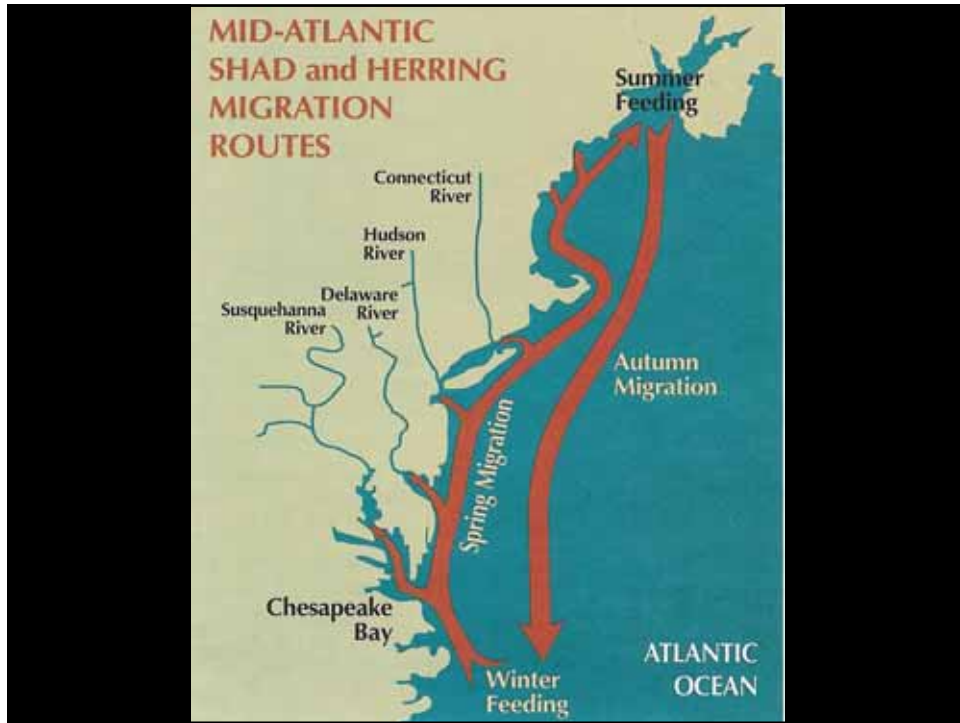 MID-ATLANTIC
SHAD and HERRING
MIGRATION
ROUTES
Summer
Feeding
Connecticut
River
Hudson
River
Delaware
River
Susquehanna
River
Autumn
Migration
Spring Migration
Chesapeake
Bay
Winter
Feeding
ATLANTIC
OCEAN